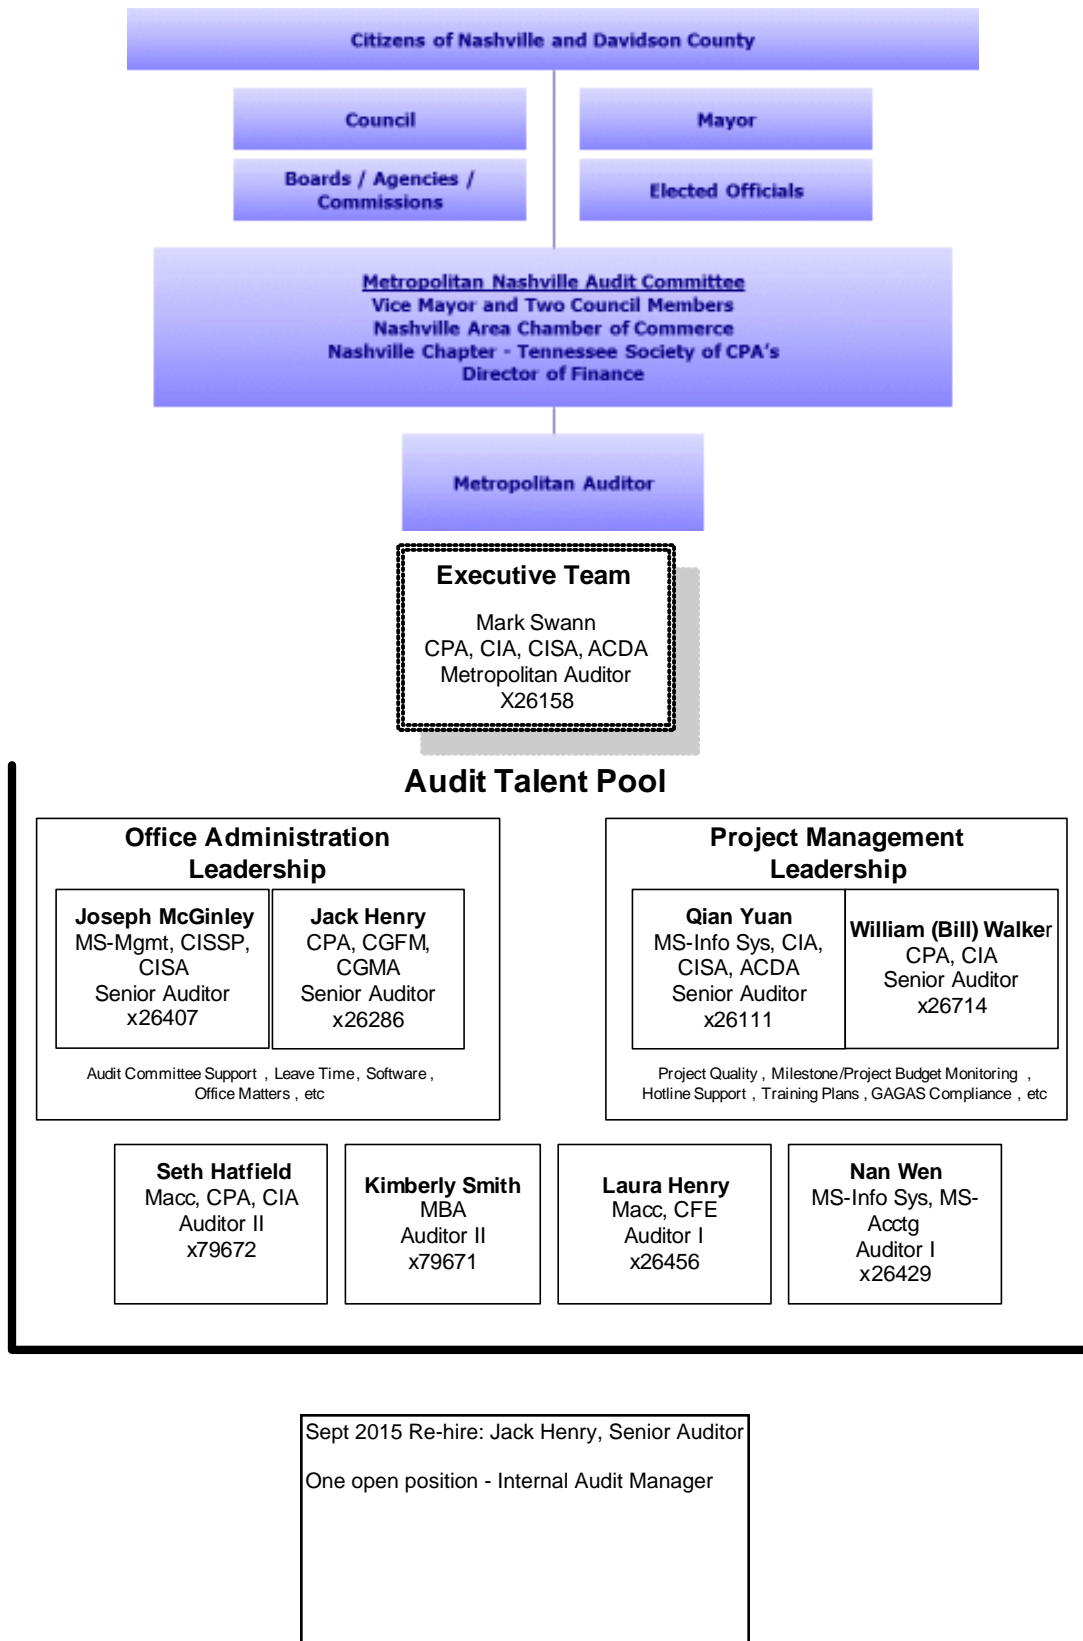 Citizens of Nashville and Davidson County
Council
Mayor
Boards / Agencies /
Commissions
Elected Officials
Metropolitan Nashville Audit Committee
Vice Mayor and Two Council Members
Nashville Area Chamber of Commerce
Nashville Chapter - Tennessee Society of CPA's
Director of Finance
Metropolitan Auditor
Executive Team
Mark Swann
CPA, CIA, CISA, ACDA
Metropolitan Auditor
X26158
Audit Talent Pool
Office Administration
Leadership
Joseph McGinley
MS-Mgmt, CISSP,
CISA
Senior Auditor
x26407
Jack Henry
CPA, CGFM,
CGMA
Senior Auditor
x26286
Audit Committee Support , Leave Time, Software ,
Office Matters , etc
Project Management
Leadership
Qian Yuan
MS-Info Sys, CIA,
CISA, ACDA
Senior Auditor
x26111
William (Bill) Walker
CPA, CIA
Senior Auditor
x26714
Project Quality , Milestone/Project Budget Monitoring ,
Hotline Support , Training Plans , GAGAS Compliance , etc
Seth Hatfield
Macc, CPA, CIA
Auditor II
x79672
Kimberly Smith
MBA
Auditor II
x79671
Laura Henry
Macc, CFE
Auditor I
x26456
Nan Wen
MS-Info Sys, MS-
Acctg
Auditor I
x26429
Sept 2015 Re-hire: Jack Henry, Senior Auditor
One open position - Internal Audit Manager